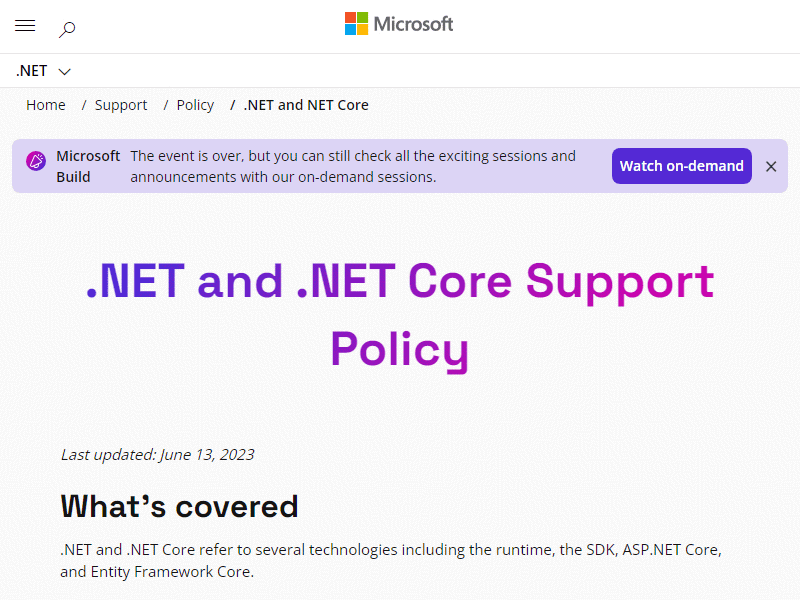 Microsoft
.NET
Home / Support / Policy / .NET and NET Core
Microsoft Build
The event is over, but you can still check all the exciting sessions and
announcements with our on-demand sessions.
Watch on-demand
.NET and .NET Core Support
Policy
Last updated: June 13, 2023
What's covered
.NET and .NET Core refer to several technologies including the runtime, the SDK, ASP.NET Core,
and Entity Framework Core.